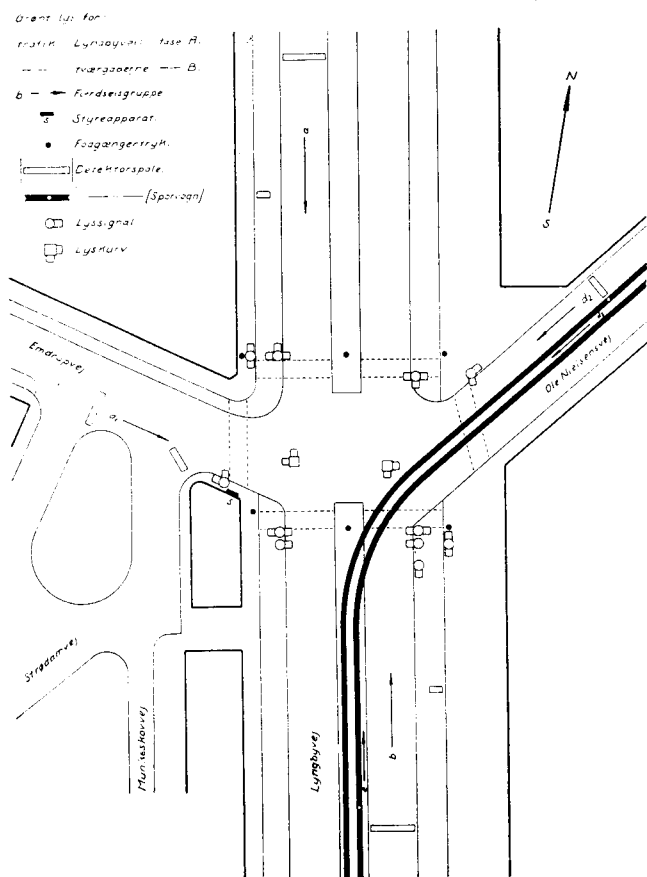 Grønt lys for:
trafik Lyngbyvej: fase A.
tværgaderne — B.
b Færdselsgruppe
S Styreapparat.
Fodgængertryk.
Detektorspole.
[Sporvogn]
Lyssignal
Lyskurv
a
N
S
d2
Emdrupvej
Ole Nielsensvej
S
Strødamvej
Munkeskovvej
Lyngbyvej
b